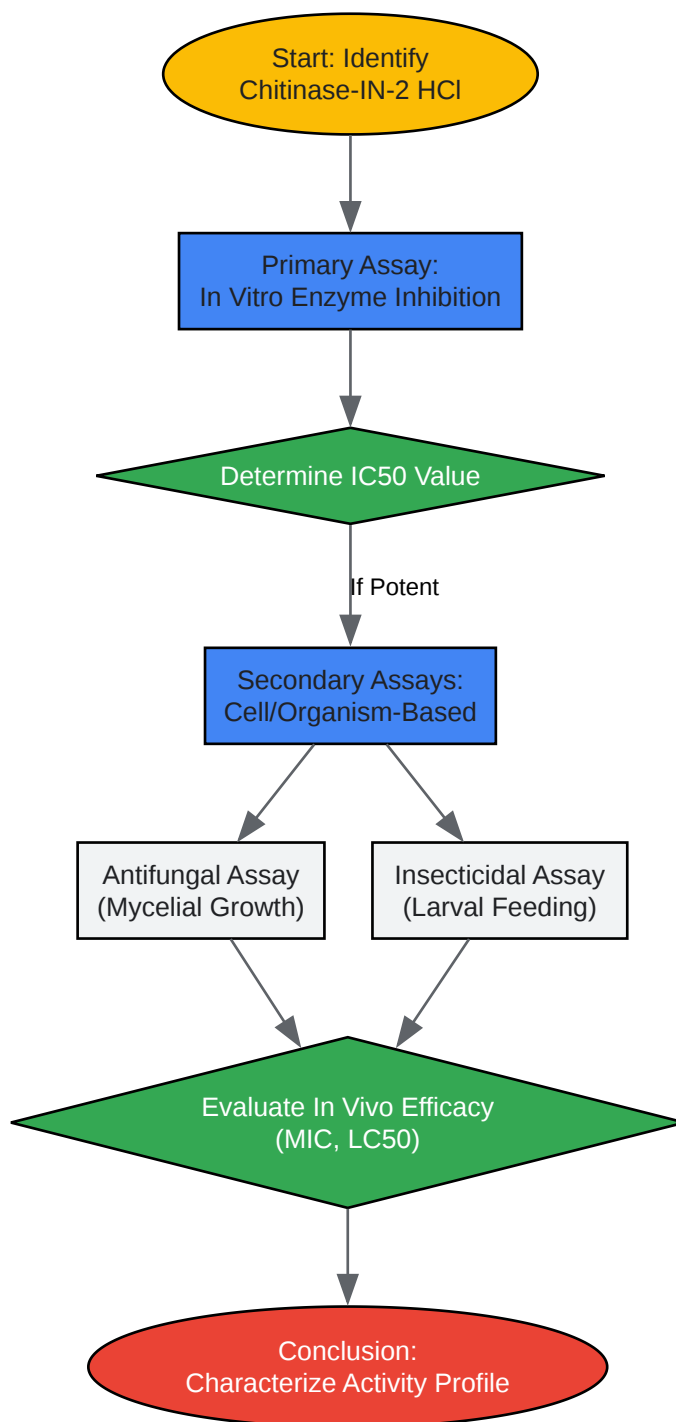 Start: Identify
Chitinase-IN-2 HCl
Primary Assay:
In Vitro Enzyme Inhibition
Determine IC50 Value
If Potent
Secondary Assays:
Cell/Organism-Based
Antifungal Assay
(Mycelial Growth)
Insecticidal Assay
(Larval Feeding)
Evaluate In Vivo Efficacy
(MIC, LC50)
Conclusion:
Characterize Activity Profile